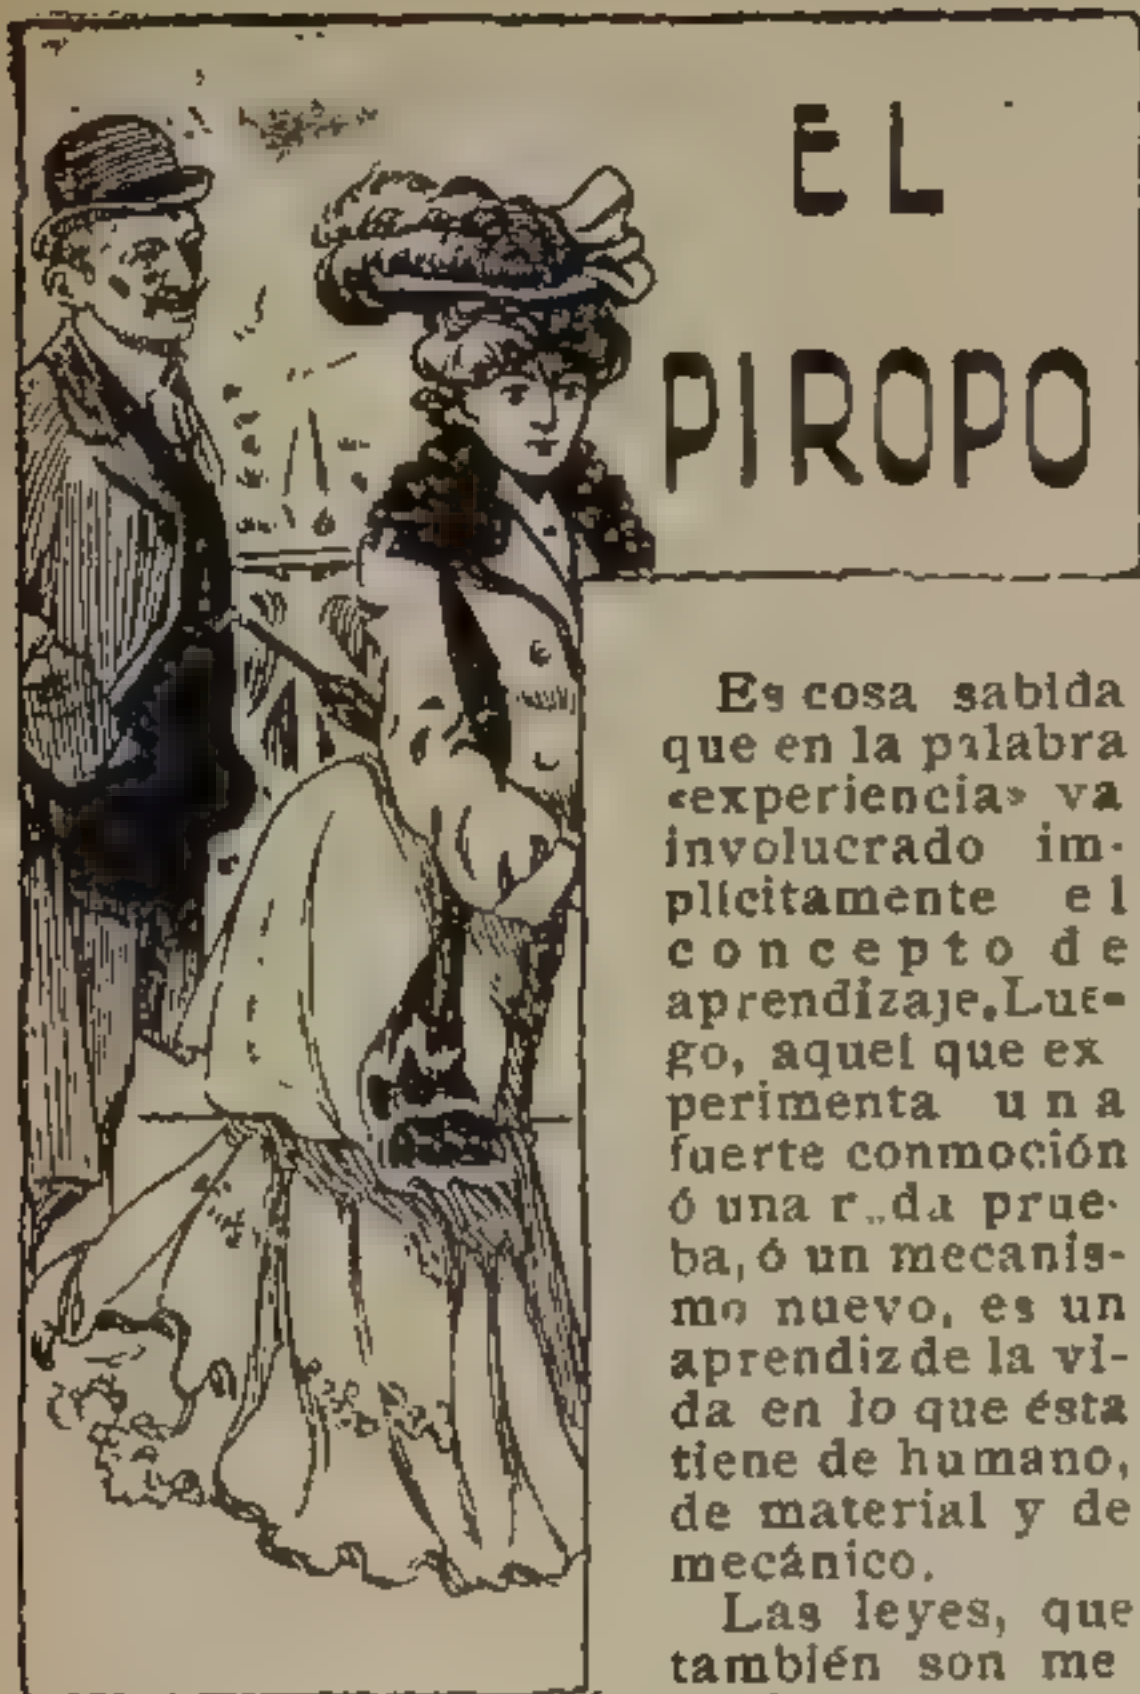 EL
PIROPO
Es cosa sabida
que en la palabra
«experiencia» va
involucrado im-
plícitamente el
concepto de
aprendizaje. Lue-
go, aquel que ex
perimenta una
fuerte conmoción
ó una prue-
ba, ó un mecanis-
mo nuevo, es un
aprendiz de la vi-
da en lo que ésta
tiene de humano,
de material y de
mecánico.
Las leyes, que
también son me